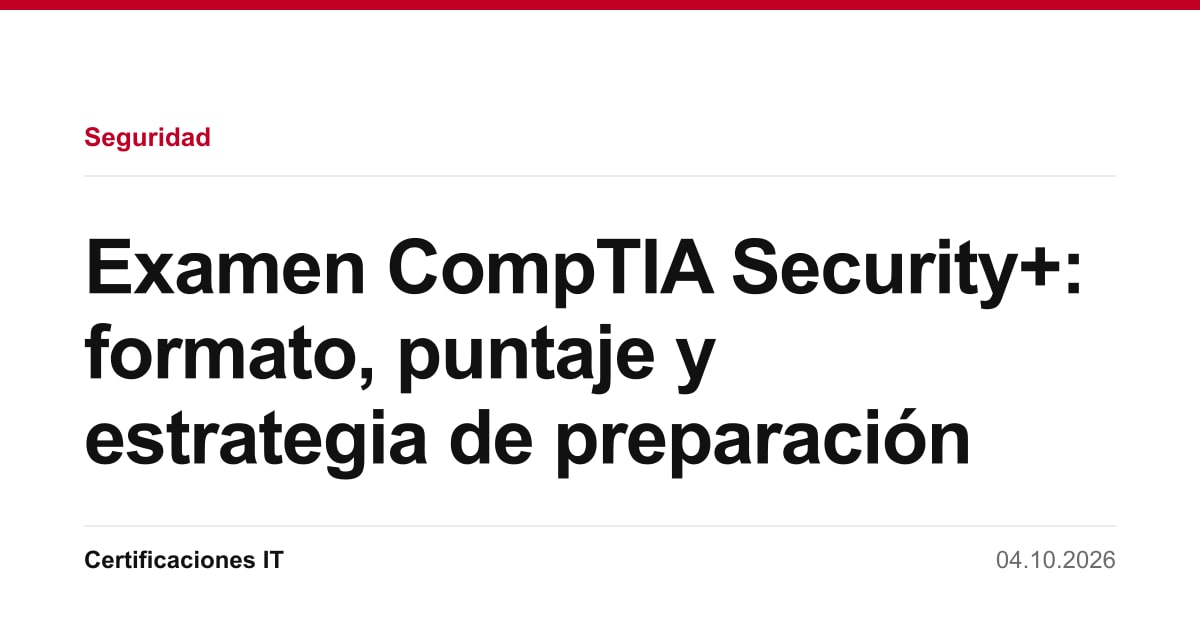 Seguridad
Examen CompTIA Security+:
formato, puntaje y
estrategia de preparación
Certificaciones IT
04.10.2026